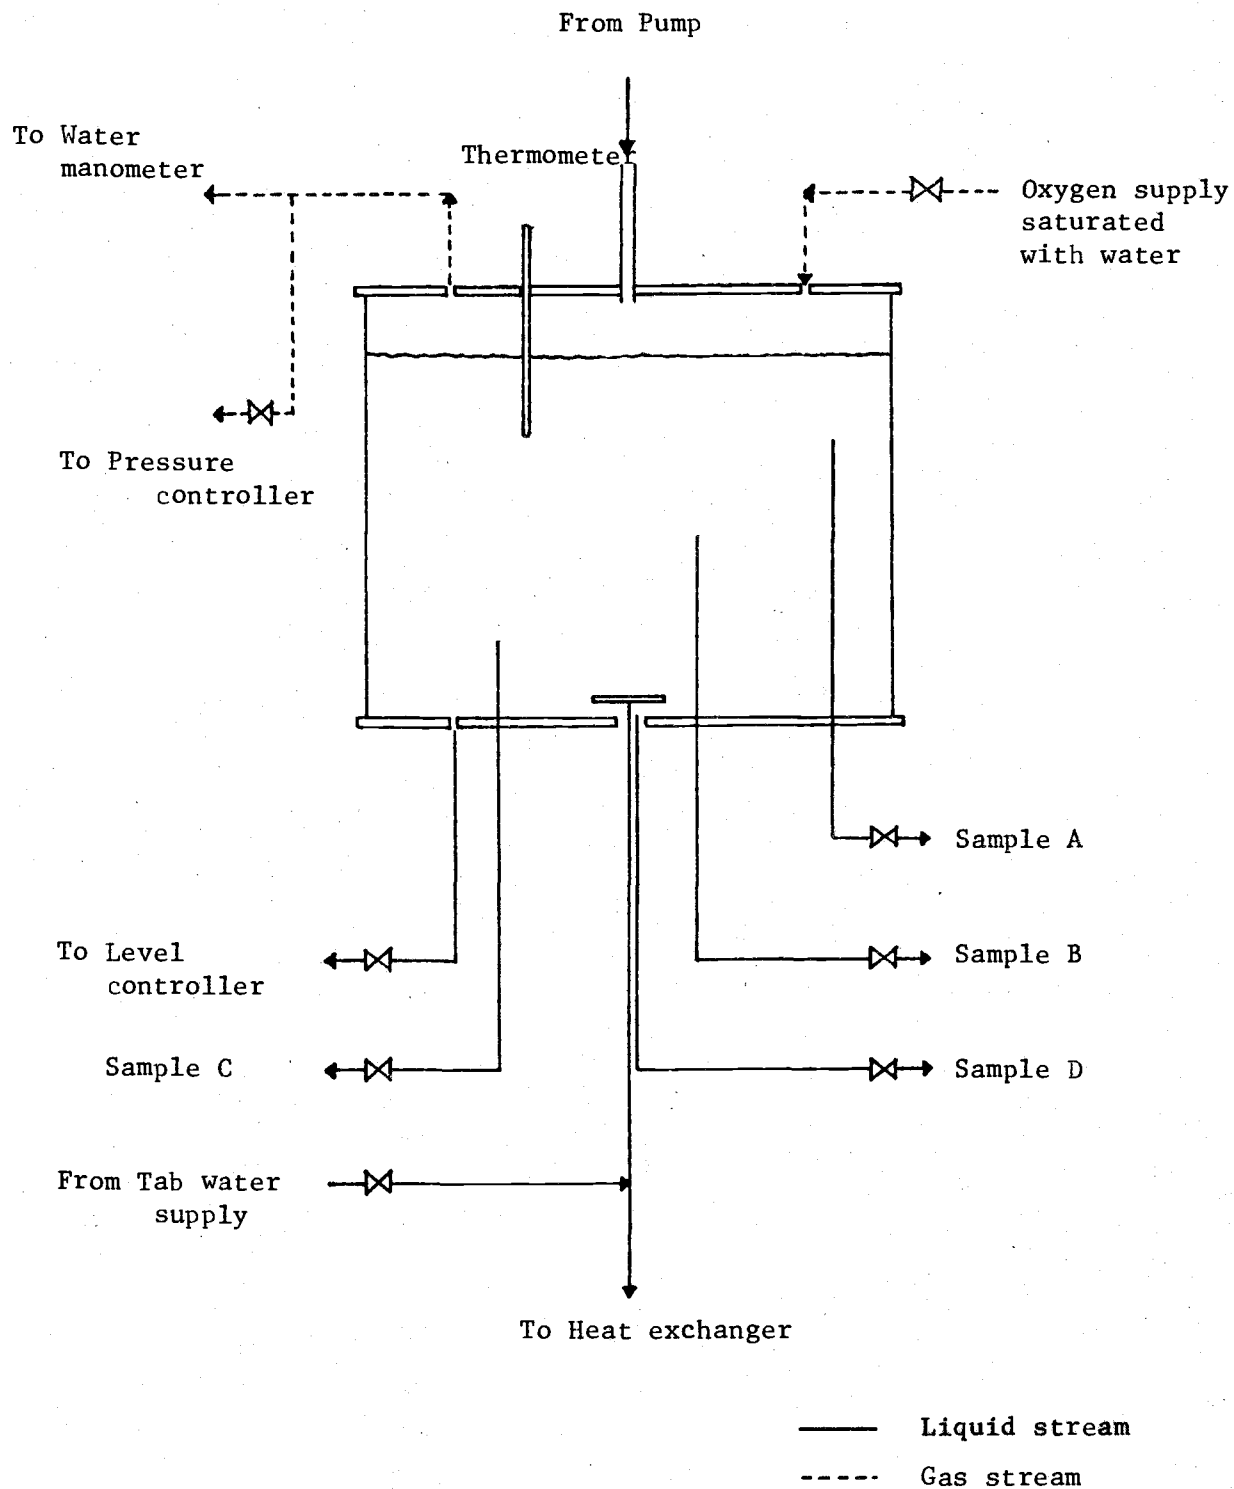 From Pump
To Water
manometer
Thermometer
Oxygen supply
saturated
with water
To Pressure
controller
Sample A
To Level
controller
Sample B
Sample C
Sample D
From Tab water
supply
To Heat exchanger
Liquid stream
Gas stream